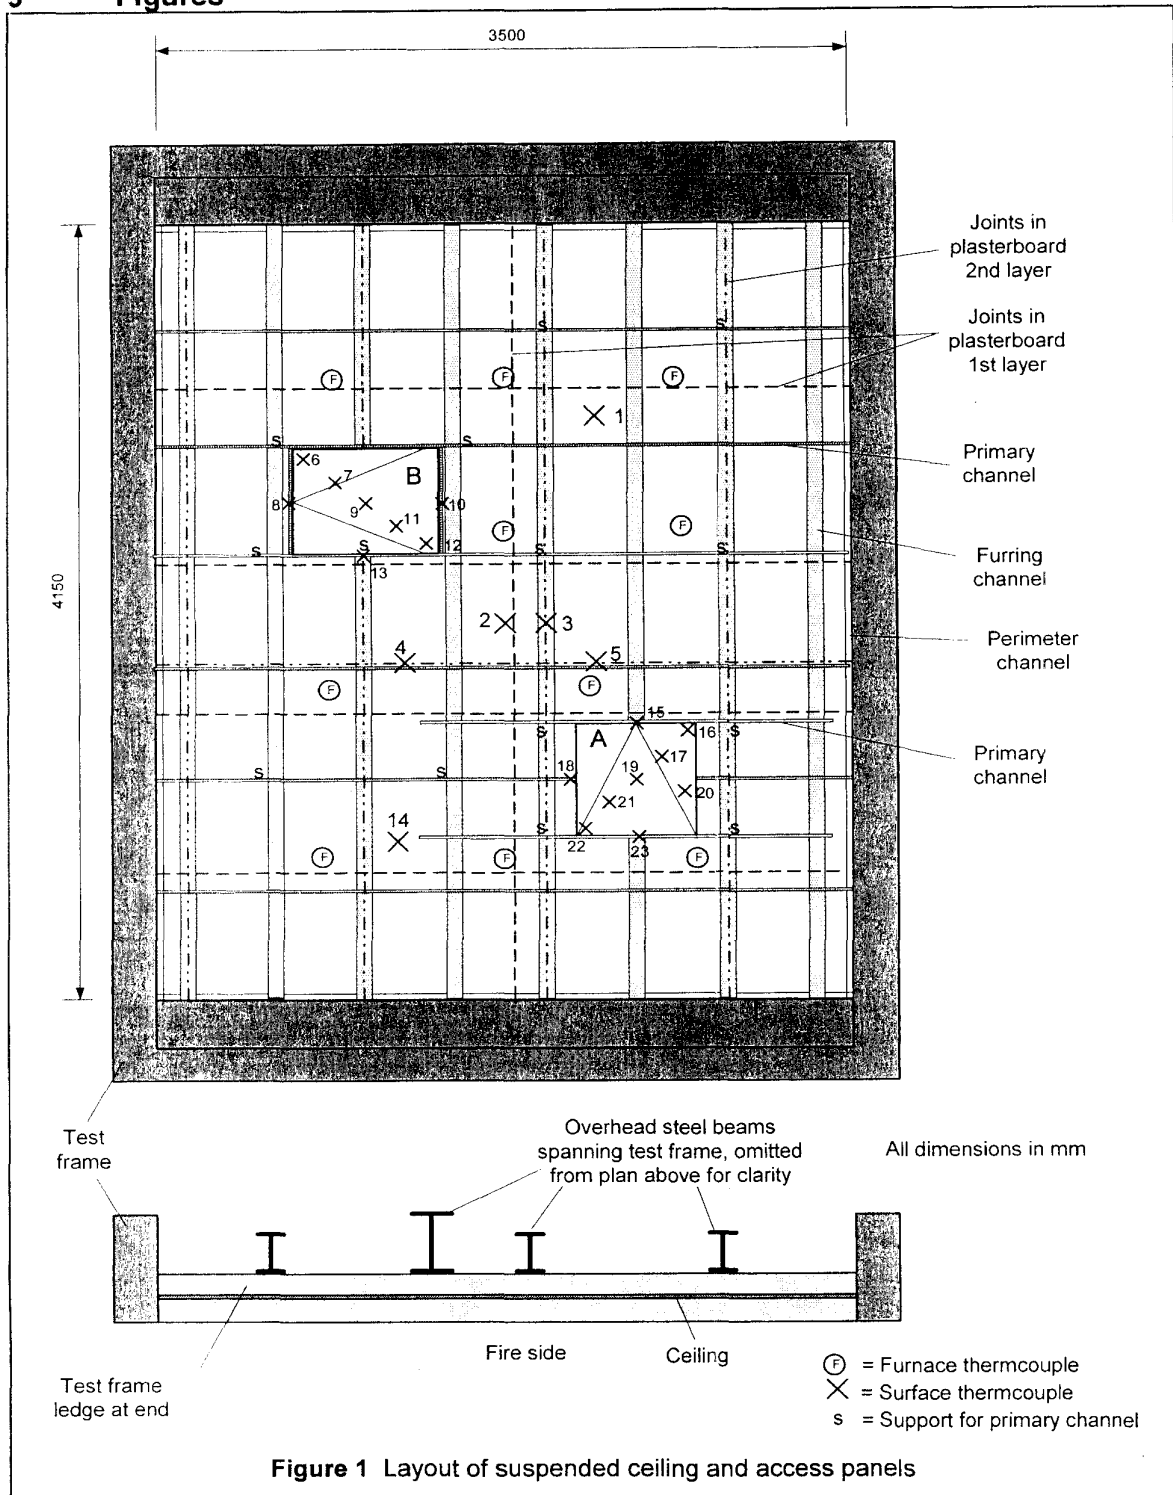 Figures
3500
4150
Joints in
plasterboard
2nd layer
Joints in
plasterboard
1st layer
Primary
channel
Furring
channel
Perimeter
channel
Primary
channel
S
S
F
F
F
1
S
S
6
7
B
8
9
10
11
12
F
F
S
S
S
S
13
2
3
4
5
F
F
15
S
A
16
S
17
18
19
S
S
20
21
14
S
S
22
23
F
F
F
Test
frame
Overhead steel beams
spanning test frame, omitted
from plan above for clarity
All dimensions in mm
Fire side
Ceiling
Test frame
ledge at end
F = Furnace thermcouple
= Surface thermcouple
s = Support for primary channel
Figure 1 Layout of suspended ceiling and access panels